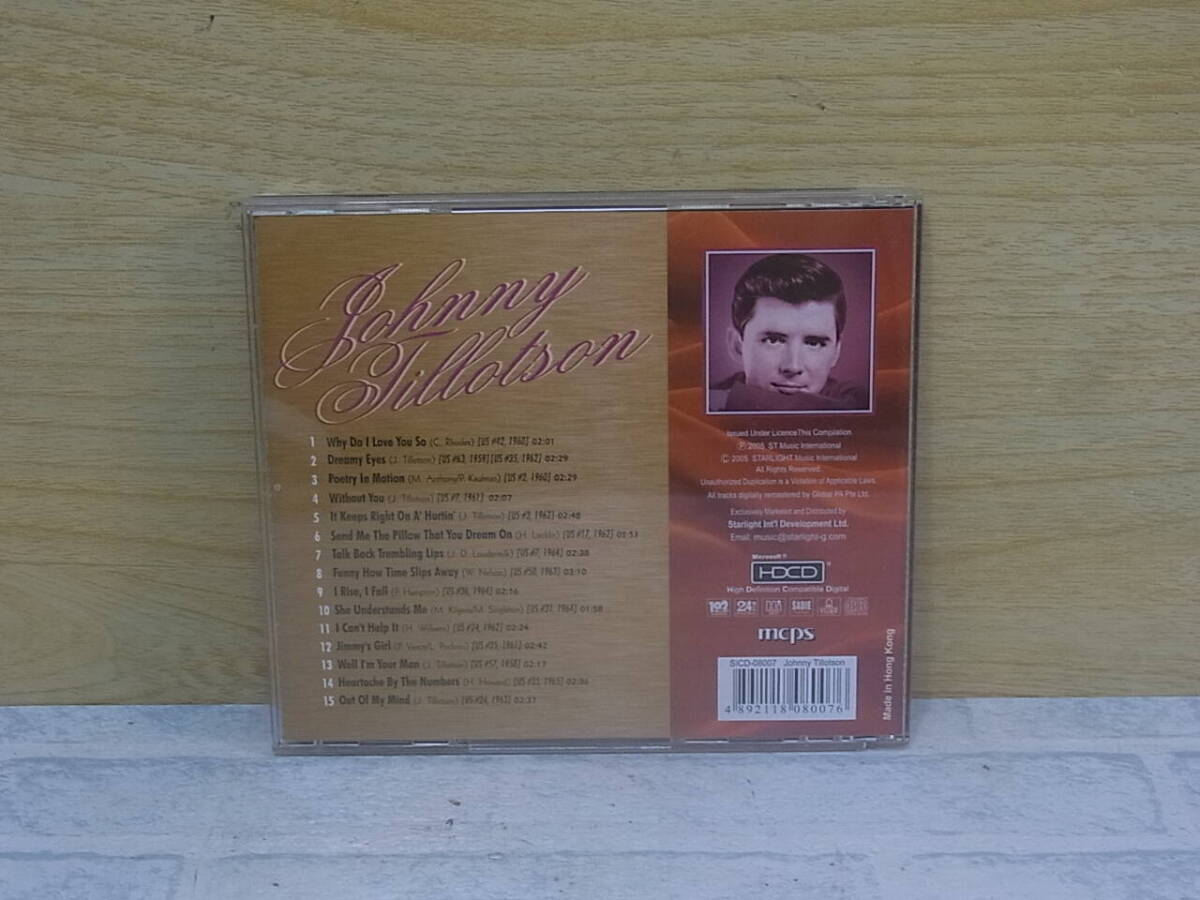 Johnny
Tillotson
1 Why Do I Love You So (C. Rhodes) [US #42, 1960] 02:01
2 Dreamy Eyes (J. Tillotson) [US #63, 1959] [US #35, 1962] 02:29
3 Poetry In Motion (M. Anthony/P. Kaufman) [US #2, 1960] 02:29
4 Without You (J. Tillotson) [US #7, 1961] 02:07
5 It Keeps Right On A' Hurtin' (J. Tillotson) [US #3, 1962] 02:48
6 Send Me The Pillow That You Dream On (H. Locklin) [US #17, 1962]
7 Talk Back Trembling Lips (J. D. Loudermilk) [US #7, 1964] 02:38
8 Funny How Time Slips Away (W. Nelson) [US #50, 1963] 03:10
9 I Rise, I Fall (P. Hampton) [US #36, 1964] 02:16
10 She Understands Me [US #31, 1964] 01:58
11 I Can't Help It (H. Williams) [US #24, 1962] 02:24
12 Jimmy's Girl [US #25, 1961] 02:42
13 Well I'm Your Man (J. Tillotson) [US #57, 1958] 02:17
14 Heartache By The Numbers (H. Howard) 02:36
15 Out Of My Mind (J. Tillotson) [US #24, 1963] 02:37
Issued Under LicenceThis Compilation.
Ⓟ 2005 ST Music International
© 2005 STARLIGHT Music International
All Rights Reserved.
Unauthorized Duplication is a Violation of Applicable Laws.
All tracks digitally remastered by Global PA Pte Ltd.
Exclusively Marketed and Distributed by
Starlight Int'l Development Ltd.
Email: music@starlight-g.com
Microsoft®
HDCD®
High Definition Compatible Digital
SADIE
mcps
SICD-08007 Johnny Tillotson
4 892118 080076
Made in Hong Kong